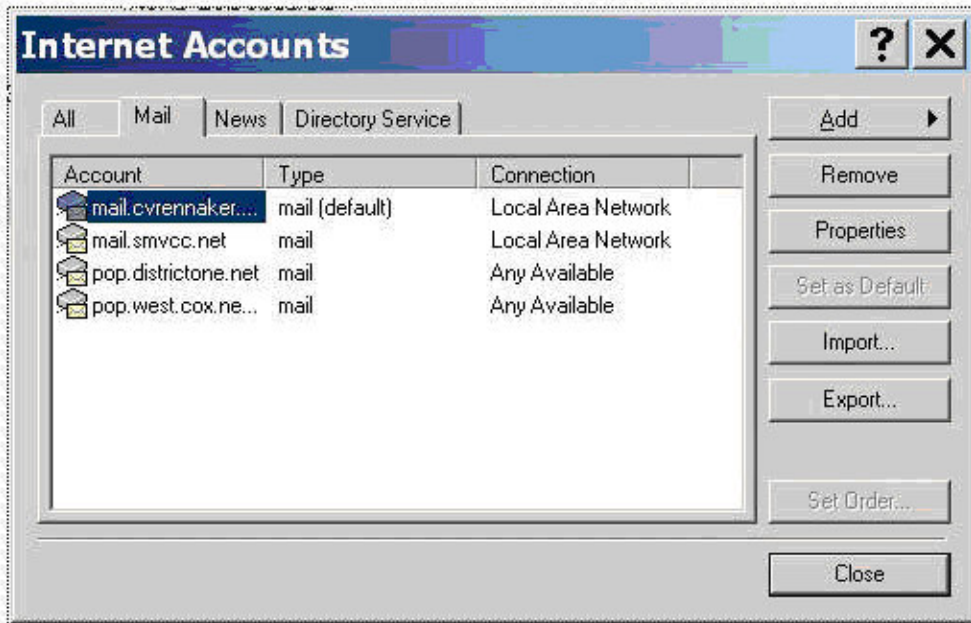 Internet Accounts ? X
All Mail News Directory Service
Account Type Connection
mail.cvrennaker.... mail (default) Local Area Network
mail.smvcc.net mail Local Area Network
pop.districtone.net mail Any Available
pop.west.cox.ne... mail Any Available
Add
Remove
Properties
Set as Default
Import...
Export...
Set Order...
Close